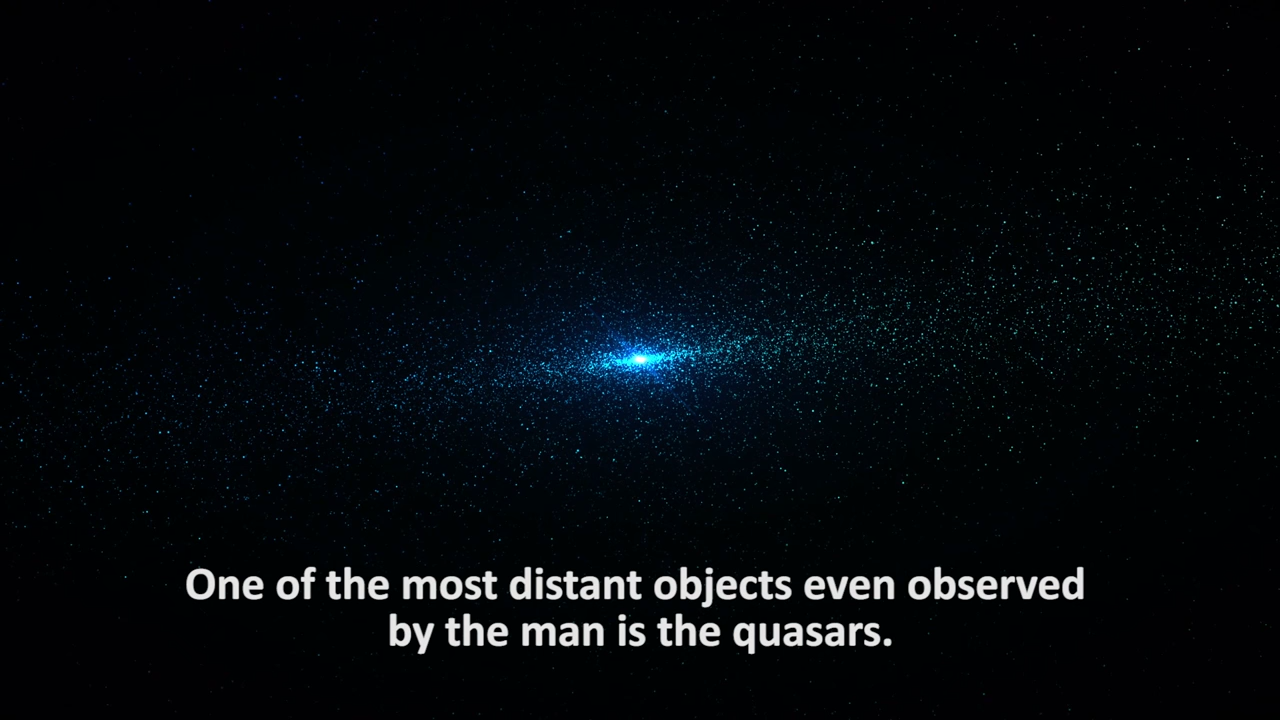 One of the most distant objects even observed
by the man is the quasars.